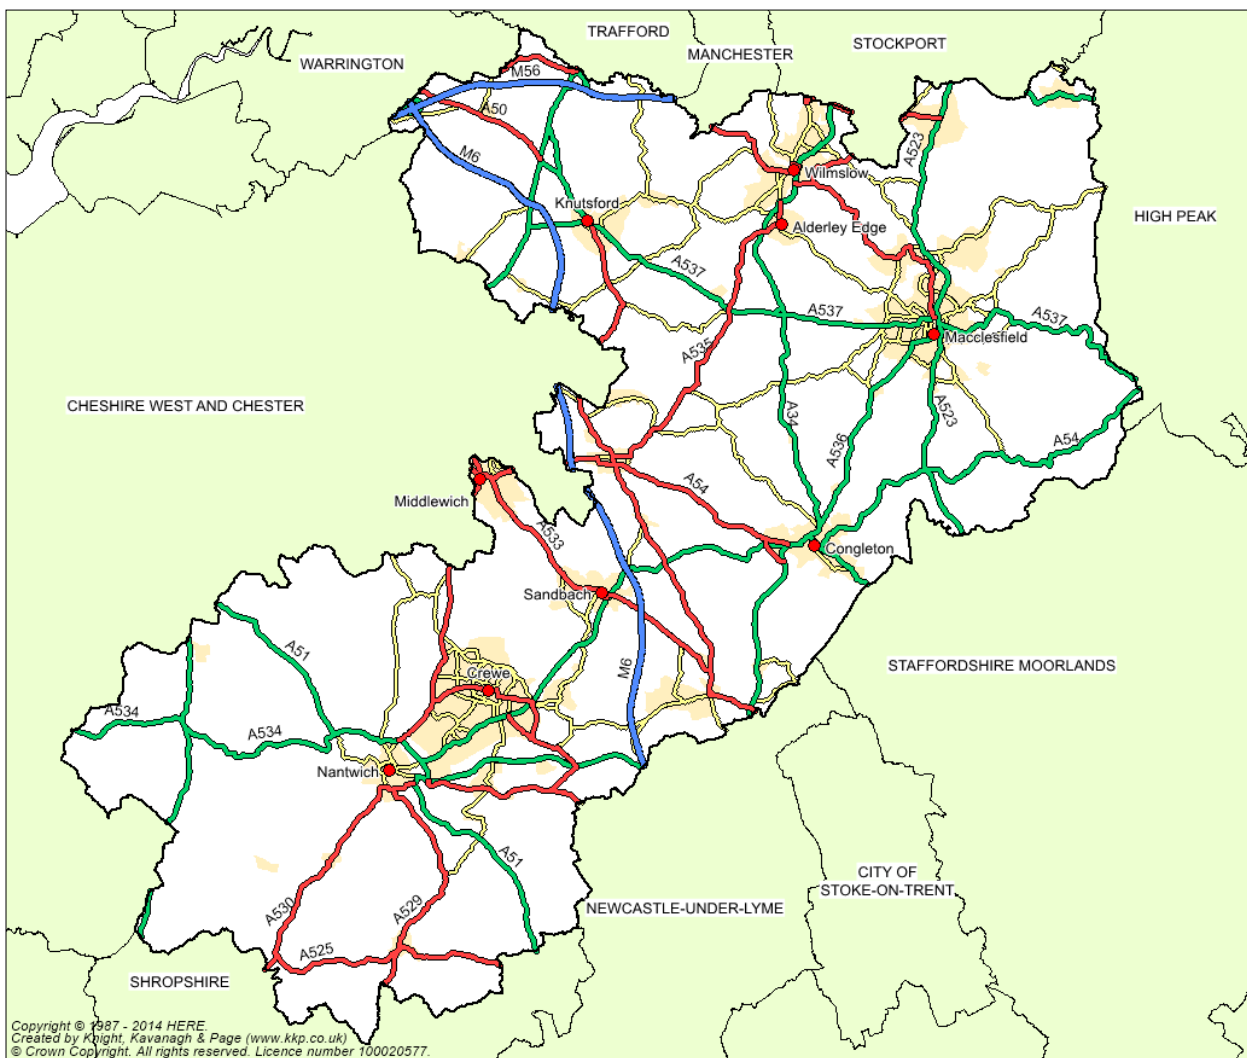 TRAFFORD
STOCKPORT
MANCHESTER
WARRINGTON
M56
A50
M6
A523
Wilmslow
Knutsford
HIGH PEAK
Alderley Edge
A537
A537
A537
Macclesfield
A535
CHESHIRE WEST AND CHESTER
A34
A523
A536
A54
A54
Middlewich
A533
Congleton
Sandbach
A51
M6
STAFFORDSHIRE MOORLANDS
Crewe
A534
A534
Nantwich
A51
CITY OF
STOKE-ON-TRENT
A530
A529
NEWCASTLE-UNDER-LYME
A525
SHROPSHIRE
Copyright © 1987 - 2014 HERE.
Created by Knight, Kavanagh & Page (www.kkp.co.uk)
© Crown Copyright. All rights reserved. Licence number 100020577.